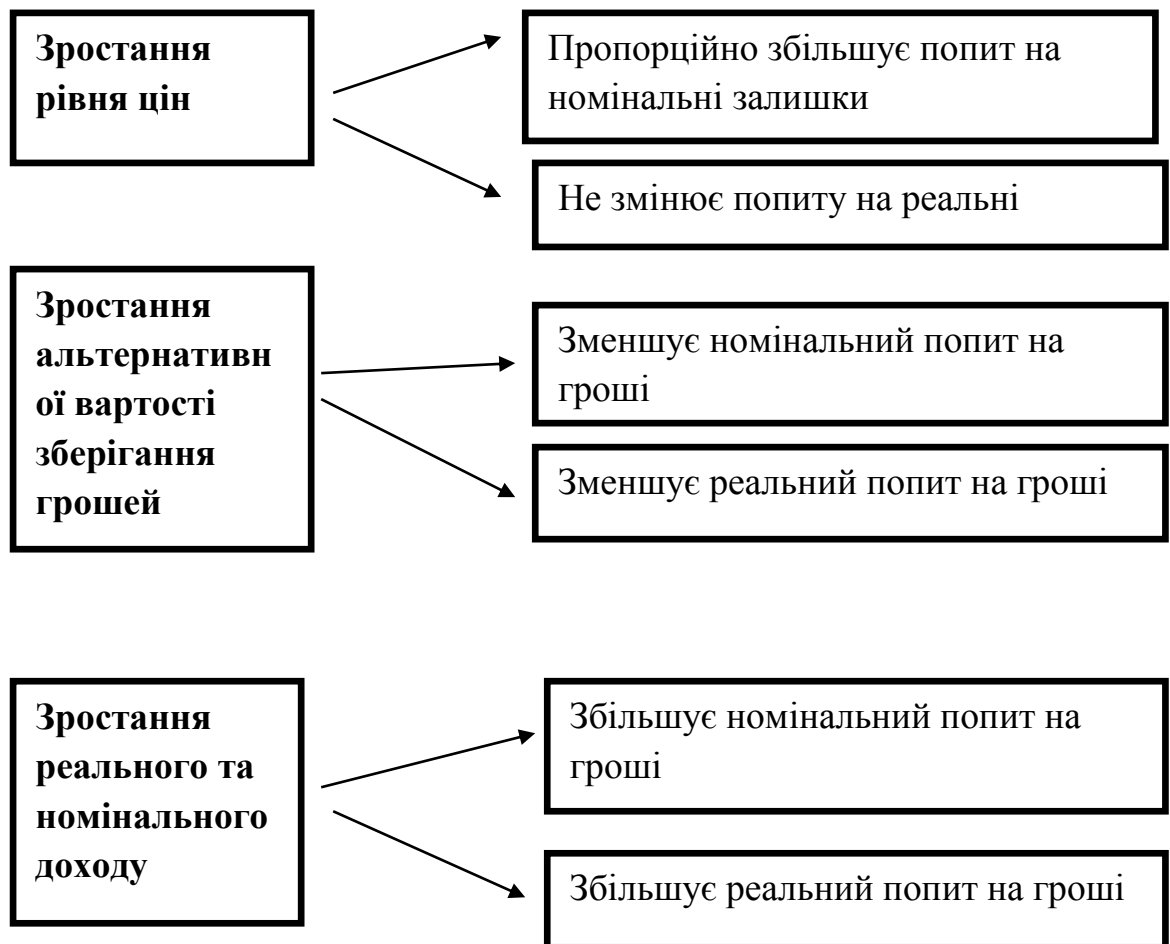 Зростання
рівня цін
Пропорційно збільшує попит на
номінальні залишки
Не змінює попиту на реальні
Зростання
альтернативн
ої вартості
зберігання
грошей
Зменшує номінальний попит на
гроші
Зменшує реальний попит на гроші
Зростання
реального та
номінального
доходу
Збільшує номінальний попит на
гроші
Збільшує реальний попит на гроші